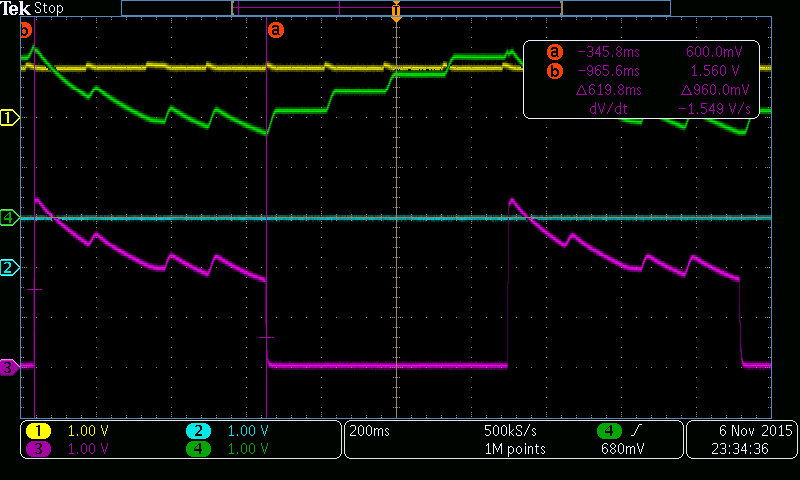 Tek Stop
T
b
a
a -345.8ms 600.0mV
b -965.6ms 1.560 V
Δ619.8ms Δ960.0mV
dV/dt -1.549 V/s
1
4
2
3
1 1.00 V 2 1.00 V 200ms 500kS/s 4 6 Nov 2015
3 1.00 V 4 1.00 V 1M points 680mV 23:34:36